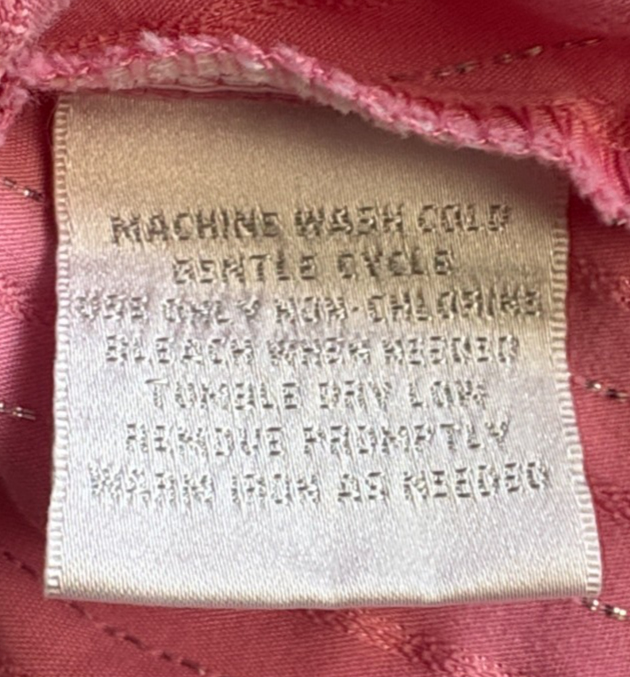 MACHINE WASH COLD
GENTLE CYCLE
USE ONLY NON-CHLORINE
BLEACH WHEN NEEDED
TUMBLE DRY LOW
REMOVE PROMPTLY
WARM IRON AS NEEDED